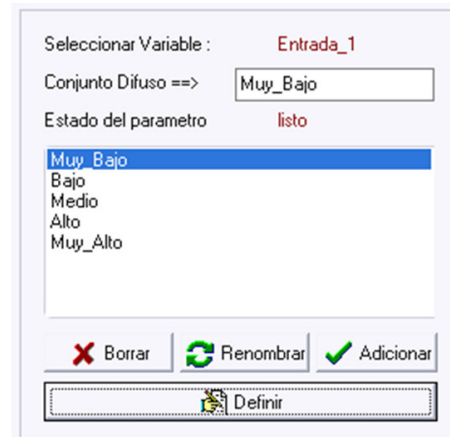 Seleccionar Variable : Entrada_1
Conjunto Difuso ==> Muy_Bajo
Estado del parametro listo
Muy_Bajo
Bajo
Medio
Alto
Muy_Alto
Borrar Renombrar Adicionar
Definir